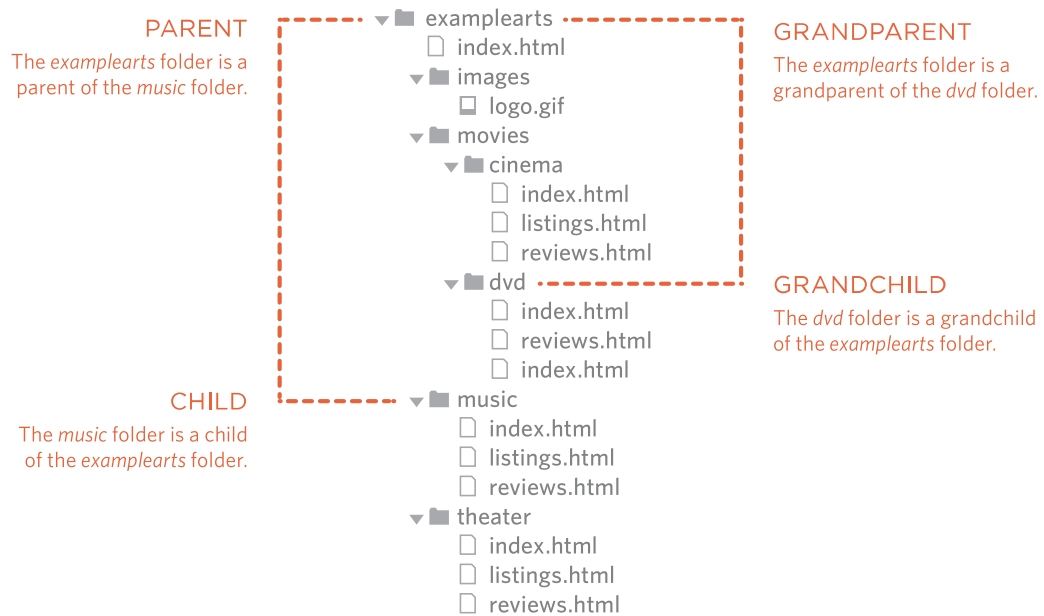 PARENT
The examplearts folder is a
parent of the music folder.
examplearts
index.html
images
logo.gif
movies
cinema
index.html
listings.html
reviews.html
dvd
index.html
reviews.html
index.html
music
index.html
listings.html
reviews.html
theater
index.html
listings.html
reviews.html
GRANDPARENT
The examplearts folder is a
grandparent of the dvd folder.
GRANDCHILD
The dvd folder is a grandchild
of the examplearts folder.
CHILD
The music folder is a child
of the examplearts folder.